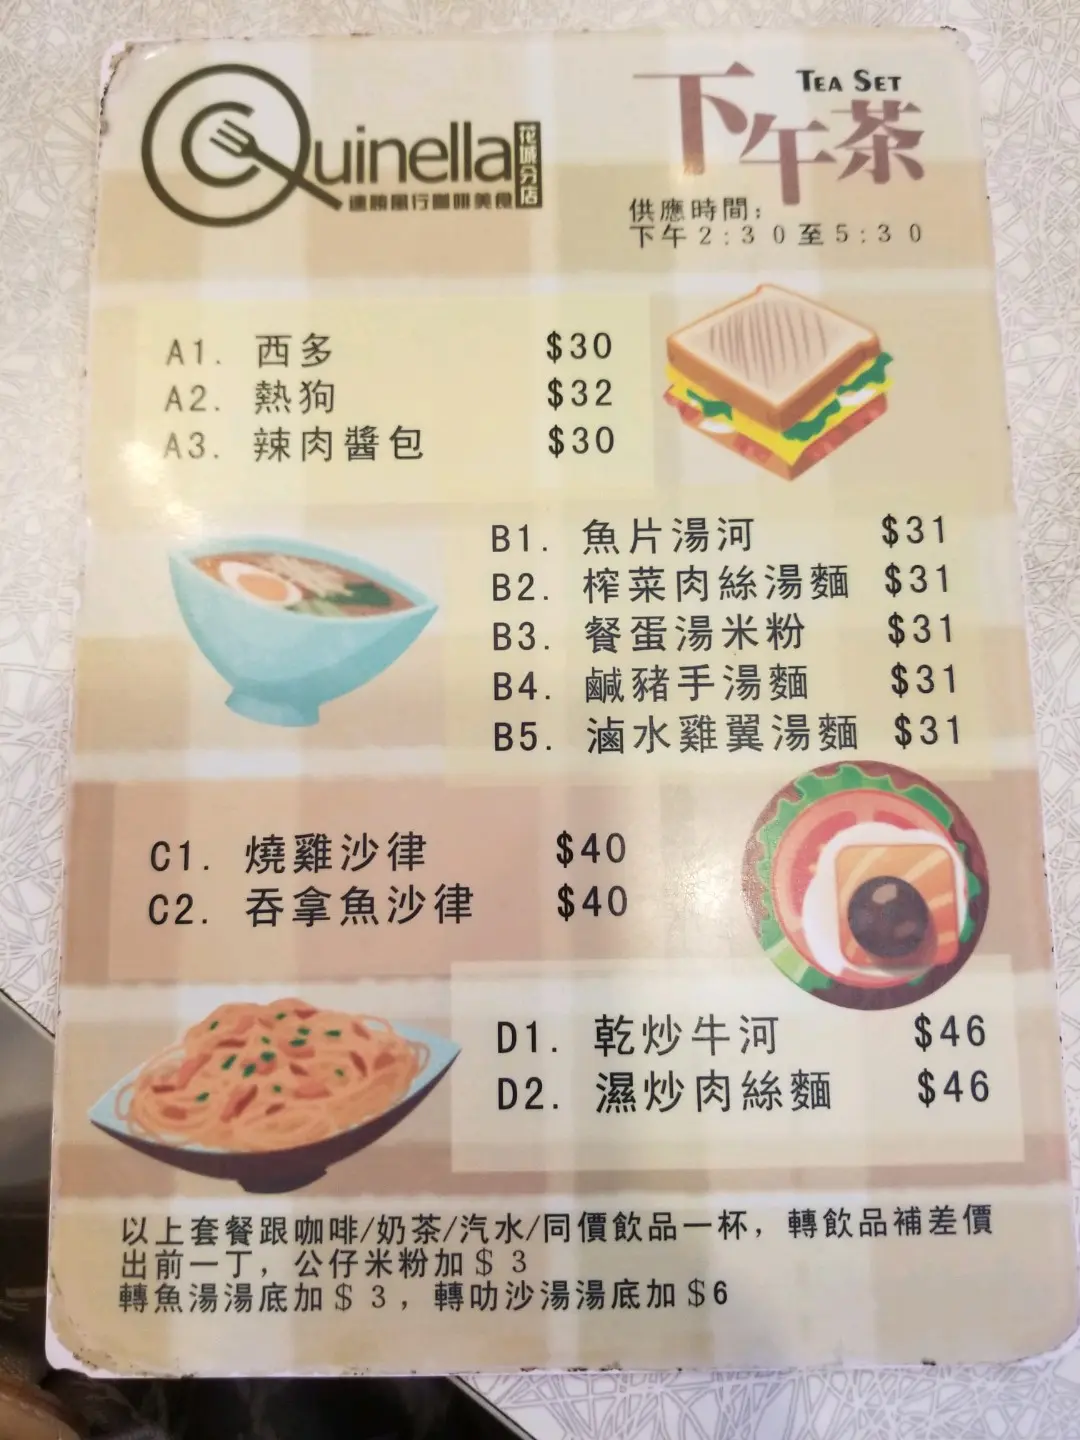 Quinella 花城分店
連勝風行咖啡美食
TEA SET
下午茶
供應時間:
下午2:30至5:30
A1. 西多 $30
A2. 熱狗 $32
A3. 辣肉醬包 $30
B1. 魚片湯河 $31
B2. 榨菜肉絲湯麵 $31
B3. 餐蛋湯米粉 $31
B4. 鹹豬手湯麵 $31
B5. 滷水雞翼湯麵 $31
C1. 燒雞沙律 $40
C2. 吞拿魚沙律 $40
D1. 乾炒牛河 $46
D2. 濕炒肉絲麵 $46
以上套餐跟咖啡/奶茶/汽水/同價飲品一杯，轉飲品補差價
出前一丁，公仔米粉加$3
轉魚湯湯底加$3，轉叻沙湯湯底加$6